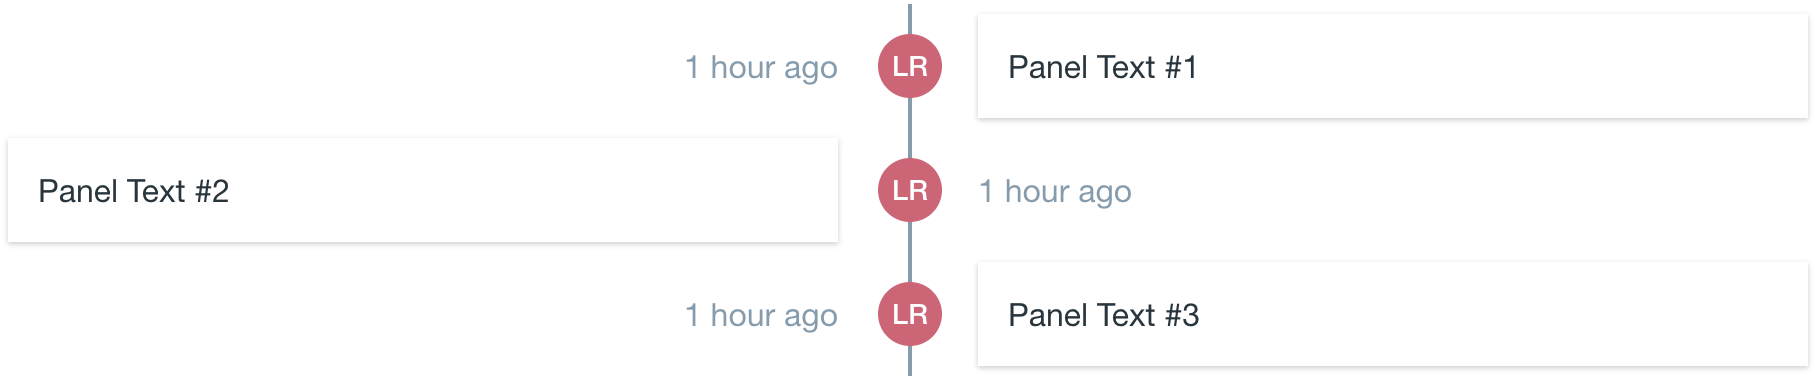 1 hour ago LR Panel Text #1
Panel Text #2 LR 1 hour ago
1 hour ago LR Panel Text #3